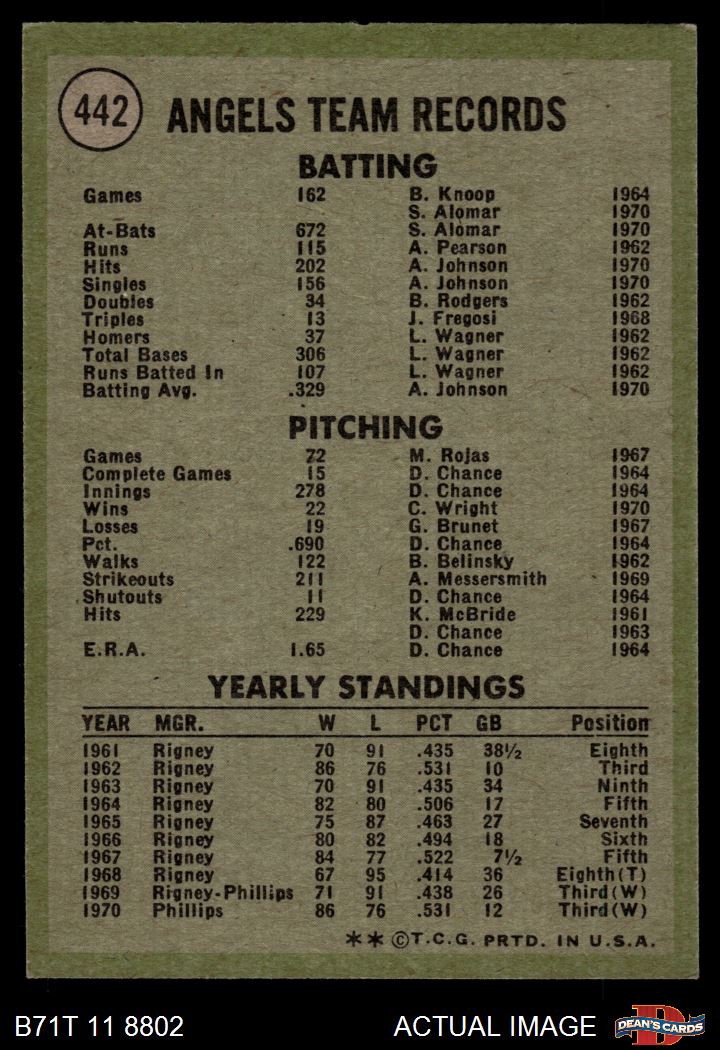 442 ANGELS TEAM RECORDS
BATTING
Games 162 B. Knoop 1964
S. Alomar 1970
At-Bats 672 S. Alomar 1970
Runs 115 A. Pearson 1962
Hits 202 A. Johnson 1970
Singles 156 A. Johnson 1970
Doubles 34 B. Rodgers 1962
Triples 13 J. Fregosi 1968
Homers 37 L. Wagner 1962
Total Bases 306 L. Wagner 1962
Runs Batted In 107 L. Wagner 1962
Batting Avg. .329 A. Johnson 1970
PITCHING
Games 72 M. Rojas 1967
Complete Games 15 D. Chance 1964
Innings 278 D. Chance 1964
Wins 22 C. Wright 1970
Losses 19 G. Brunet 1967
Pct. .690 D. Chance 1964
Walks 122 B. Belinsky 1962
Strikeouts 211 A. Messersmith 1969
Shutouts 11 D. Chance 1964
Hits 229 K. McBride 1961
D. Chance 1963
E.R.A. 1.65 D. Chance 1964
YEARLY STANDINGS
YEAR MGR. W L PCT GB Position
1961 Rigney 70 91 .435 38½ Eighth
1962 Rigney 86 76 .531 10 Third
1963 Rigney 70 91 .435 34 Ninth
1964 Rigney 82 80 .506 17 Fifth
1965 Rigney 75 87 .463 27 Seventh
1966 Rigney 80 82 .494 18 Sixth
1967 Rigney 84 77 .522 7½ Fifth
1968 Rigney 67 95 .414 36 Eighth(T)
1969 Rigney-Phillips 71 91 .438 26 Third(W)
1970 Phillips 86 76 .531 12 Third(W)
**©T.C.G. PRTD. IN U.S.A.
B71T 11 8802 ACTUAL IMAGE D DEAN'S CARDS